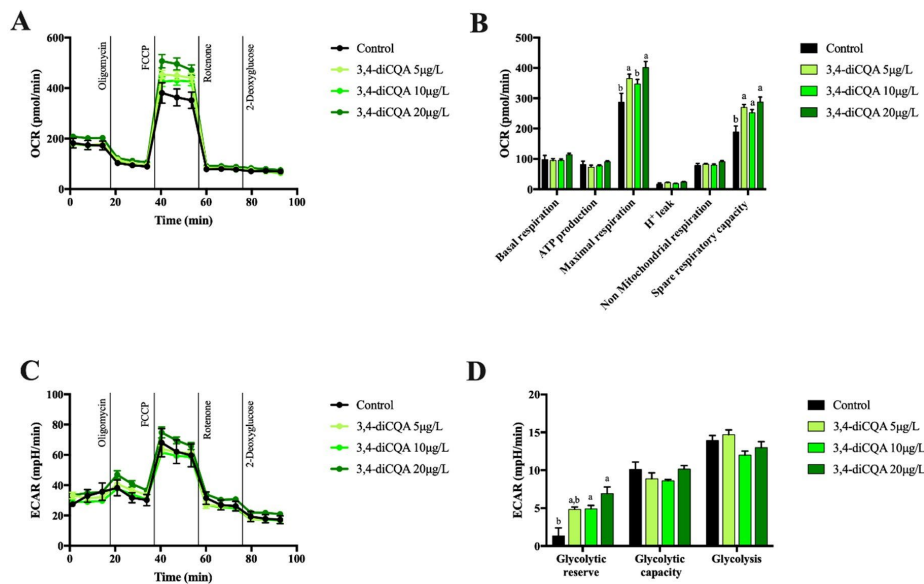 A
OCR (pmol/min)
600
400
200
0
0
20
40
60
80
100
Time (min)
Oligomycin
FCCP
Rotenone
2-Deoxyglucose
Control
3,4-diCQA 5µg/L
3,4-diCQA 10µg/L
3,4-diCQA 20µg/L
B
OCR (pmol/min)
500
400
300
200
100
0
b
a
b
a
b
a
a
a
Basal respiration
ATP production
Maximal respiration
H+ leak
Non Mitochondrial respiration
Spare respiratory capacity
Control
3,4-diCQA 5µg/L
3,4-diCQA 10µg/L
3,4-diCQA 20µg/L
C
ECAR (mpH/min)
100
80
60
40
20
0
0
20
40
60
80
100
Time (min)
Oligomycin
FCCP
Rotenone
2-Deoxyglucose
Control
3,4-diCQA 5µg/L
3,4-diCQA 10µg/L
3,4-diCQA 20µg/L
D
ECAR (mpH/min)
20
15
10
5
0
b
a,b
a
a
Glycolytic
reserve
Glycolytic
capacity
Glycolysis
Control
3,4-diCQA 5µg/L
3,4-diCQA 10µg/L
3,4-diCQA 20µg/L